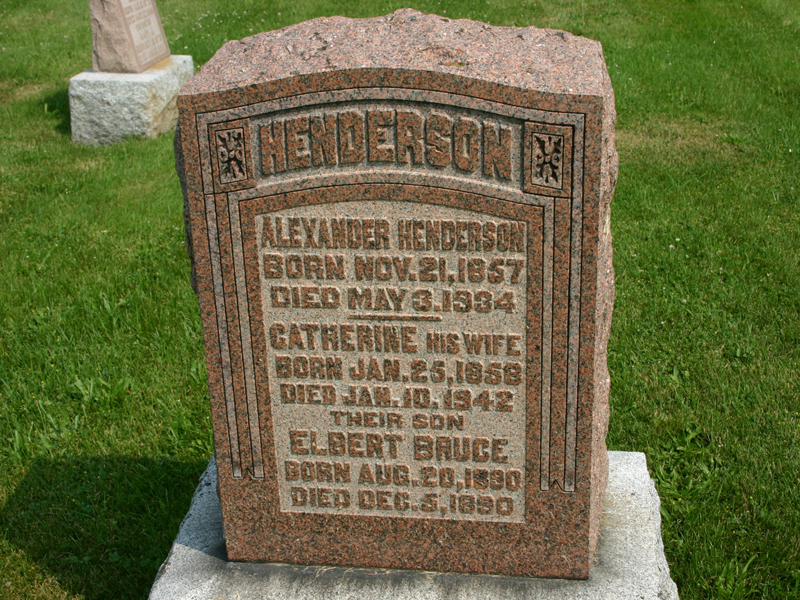 HENDERSON
ALEXANDER HENDERSON
BORN NOV. 21, 1857
DIED MAY 3, 1934
CATHERINE HIS WIFE
BORN JAN. 25, 1858
DIED JAN. 10, 1942
THEIR SON
ELBERT BRUCE
BORN AUG. 20, 1890
DIED DEC. 5, 1890